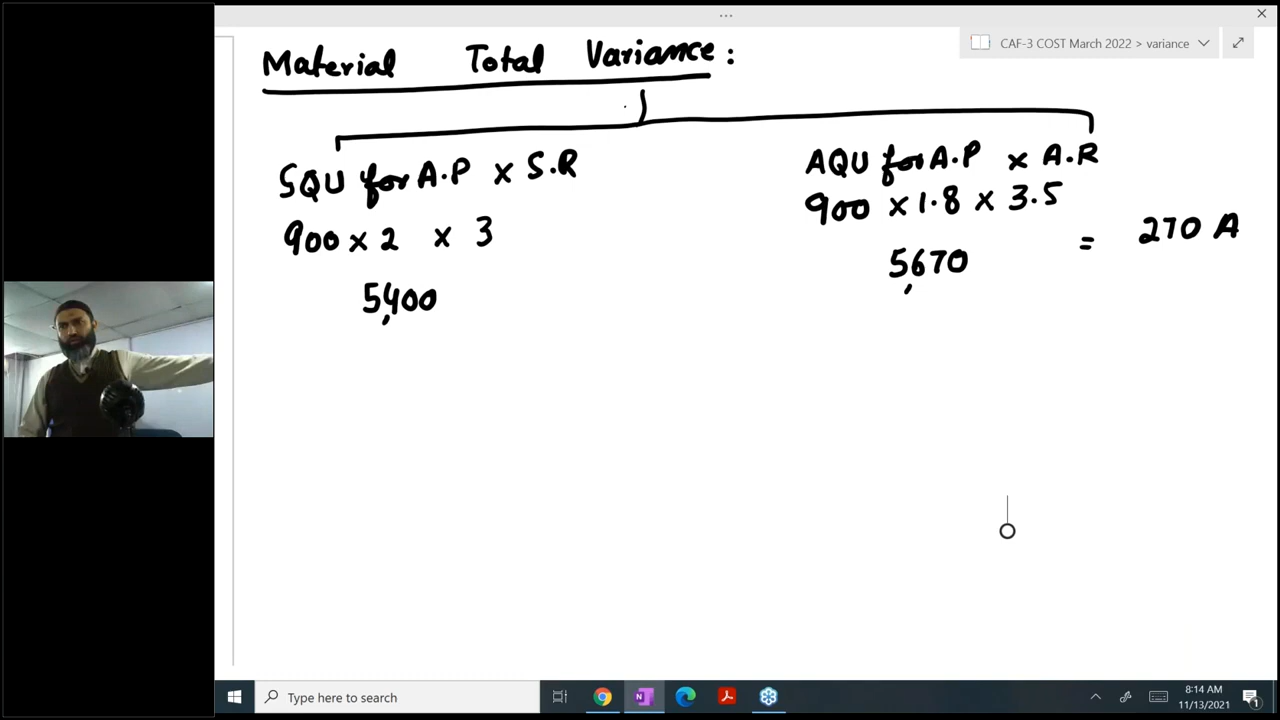 CAF-3 COST March 2022 > variance
Material Total Variance:
SQU for A.P × S.R
900 × 2 × 3
5,400
AQU for A.P × A.R
900 × 1.8 × 3.5
5,670
= 270 A
Type here to search
8:14 AM
11/13/2021
1